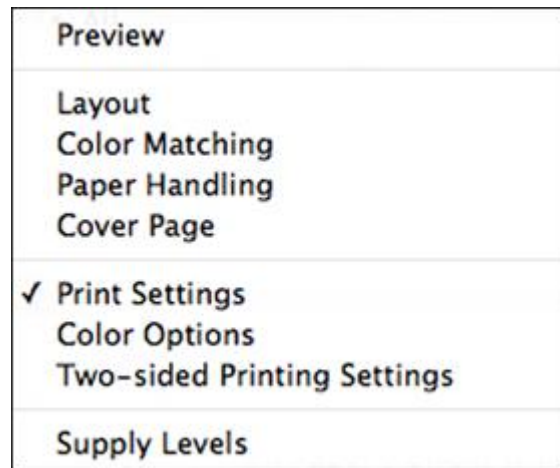 Preview
Layout
Color Matching
Paper Handling
Cover Page
✓ Print Settings
Color Options
Two-sided Printing Settings
Supply Levels